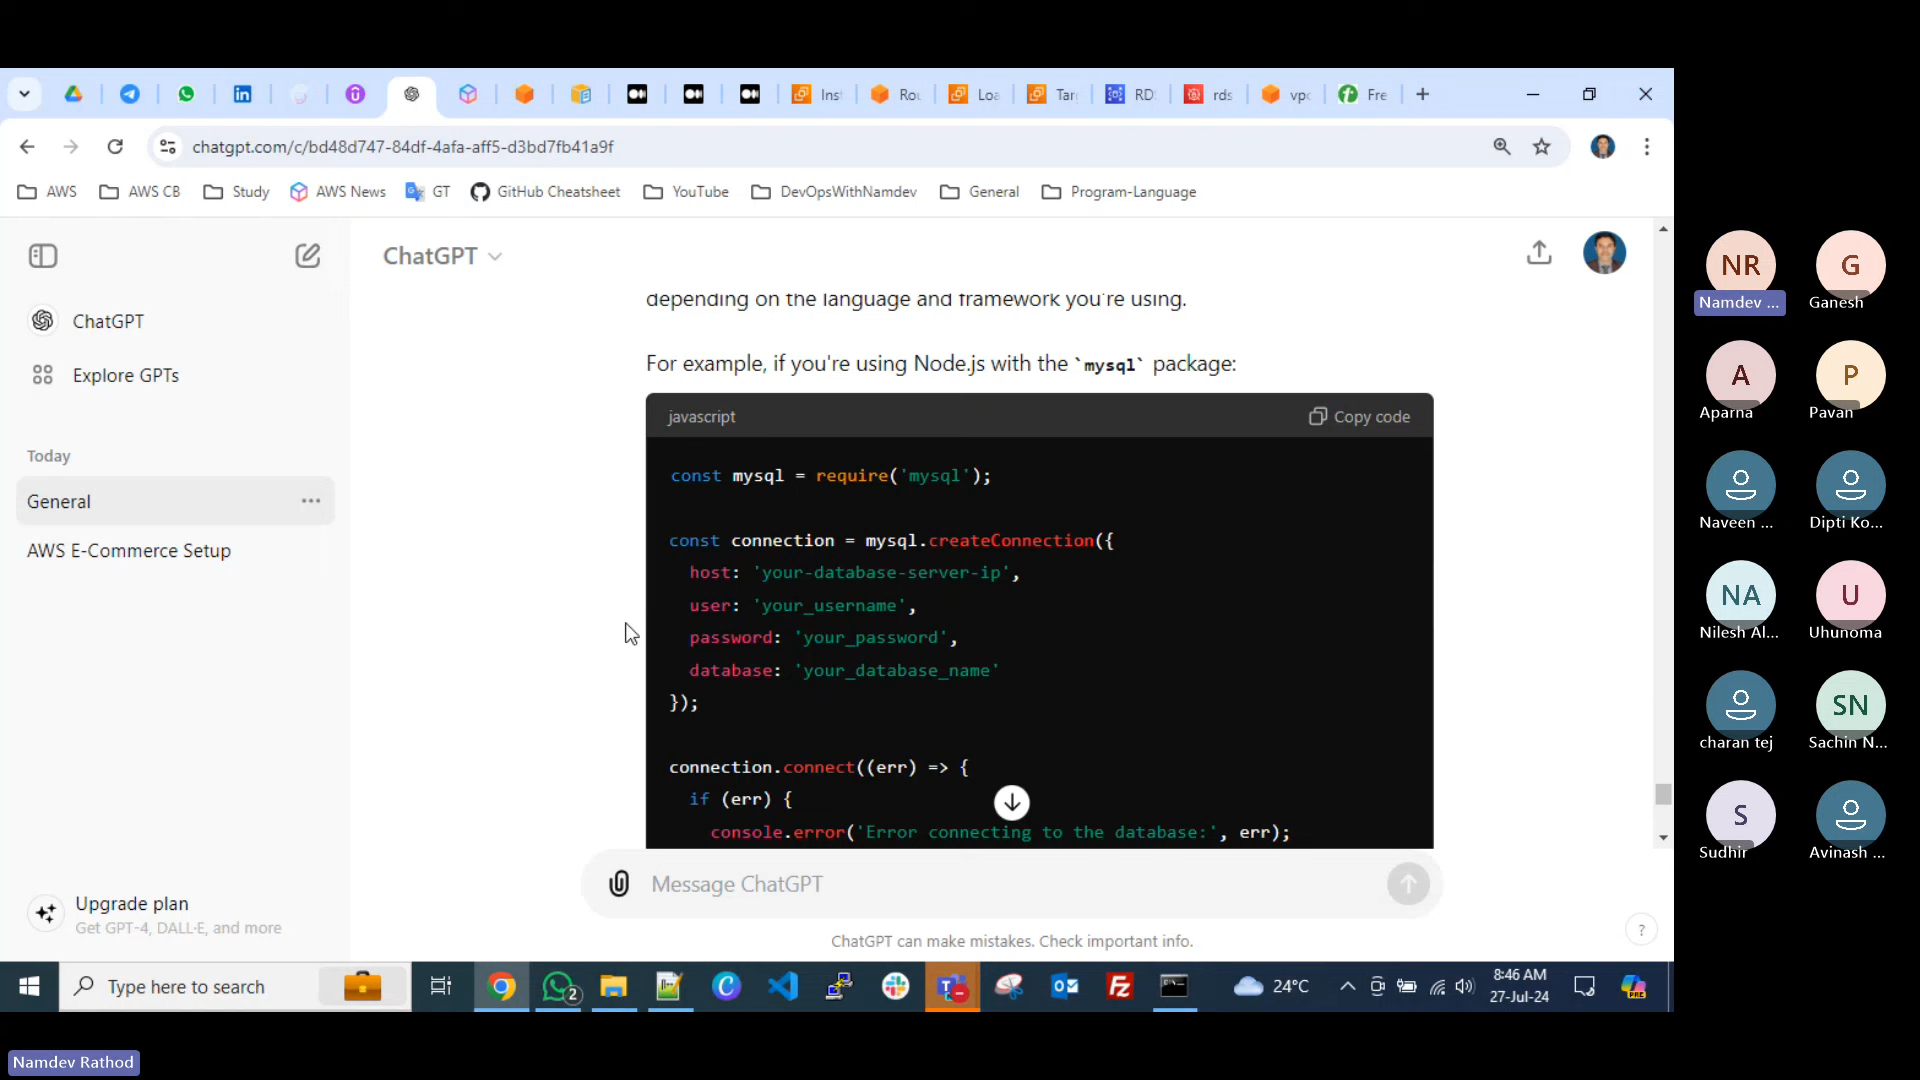 Ins
Rou
Loa
Tar
RD
rds
vpc
Fre
chatgpt.com/c/bd48d747-84df-4afa-aff5-d3bd7fb41a9f
AWS
AWS CB
Study
AWS News
GT
GitHub Cheatsheet
YouTube
DevOpsWithNamdev
General
Program-Language
ChatGPT
Explore GPTs
Today
General
AWS E-Commerce Setup
Upgrade plan
Get GPT-4, DALL·E, and more
ChatGPT
depending on the language and framework you're using.
For example, if you're using Node.js with the `mysql` package:
javascript
Copy code
const mysql = require('mysql');
const connection = mysql.createConnection({
host: 'your-database-server-ip',
user: 'your_username',
password: 'your_password',
database: 'your_database_name'
});
connection.connect((err) => {
if (err) {
console.error('Error connecting to the database:', err);
Message ChatGPT
ChatGPT can make mistakes. Check important info.
?
Type here to search
2
24°C
8:46 AM
27-Jul-24
PRE
NR
Namdev ...
G
Ganesh
A
Aparna
P
Pavan
Naveen ...
Dipti Ko...
NA
Nilesh Al...
U
Uhunoma
charan tej
SN
Sachin N...
S
Sudhir
Avinash ...
Namdev Rathod